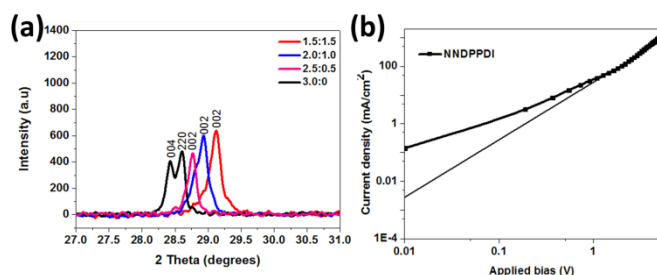 (a)
1400
1200
1000
800
600
400
200
0
Intensity (a.u)
27.0 27.5 28.0 28.5 29.0 29.5 30.0 30.5 31.0
2 Theta (degrees)
1.5:1.5
2.0:1.0
2.5:0.5
3.0:0
004
220
002
002
002
(b)
NNDPPDI
100
1
0.01
1E-4
Current density (mA/cm²)
0.01 0.1 1
Applied bias (V)